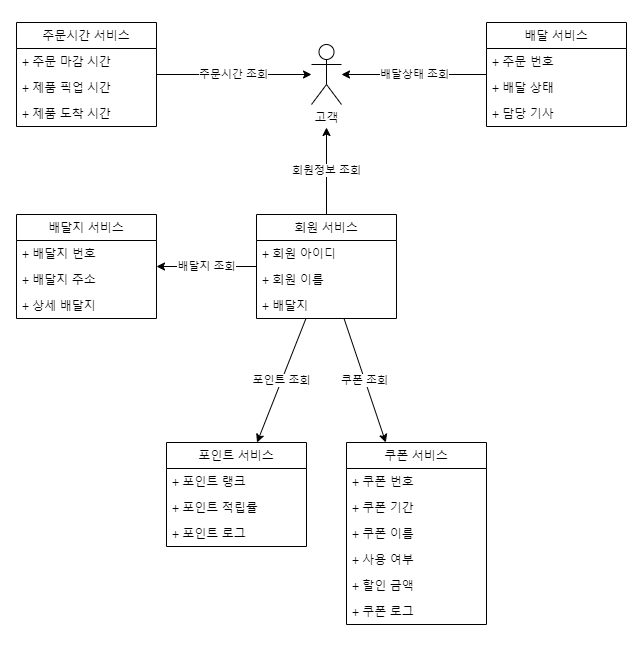 주문시간 서비스
+ 주문 마감 시간
+ 제품 픽업 시간
+ 제품 도착 시간
주문시간 조회
고객
배달상태 조회
배달 서비스
+ 주문 번호
+ 배달 상태
+ 담당 기사
회원정보 조회
배달지 서비스
+ 배달지 번호
+ 배달지 주소
+ 상세 배달지
배달지 조회
회원 서비스
+ 회원 아이디
+ 회원 이름
+ 배달지
포인트 조회
쿠폰 조회
포인트 서비스
+ 포인트 랭크
+ 포인트 적립률
+ 포인트 로그
쿠폰 서비스
+ 쿠폰 번호
+ 쿠폰 기간
+ 쿠폰 이름
+ 사용 여부
+ 할인 금액
+ 쿠폰 로그